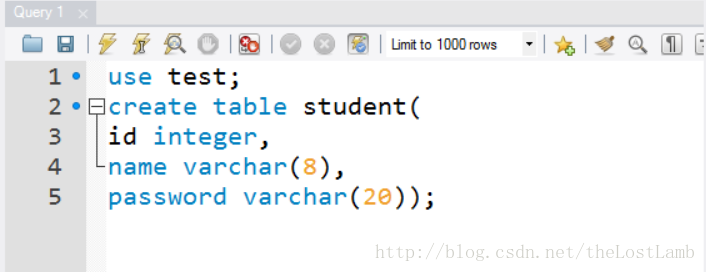 Query 1
Limit to 1000 rows
1 use test;
2 create table student(
3 id integer,
4 name varchar(8),
5 password varchar(20));
http://blog.csdn.net/theLostLamb